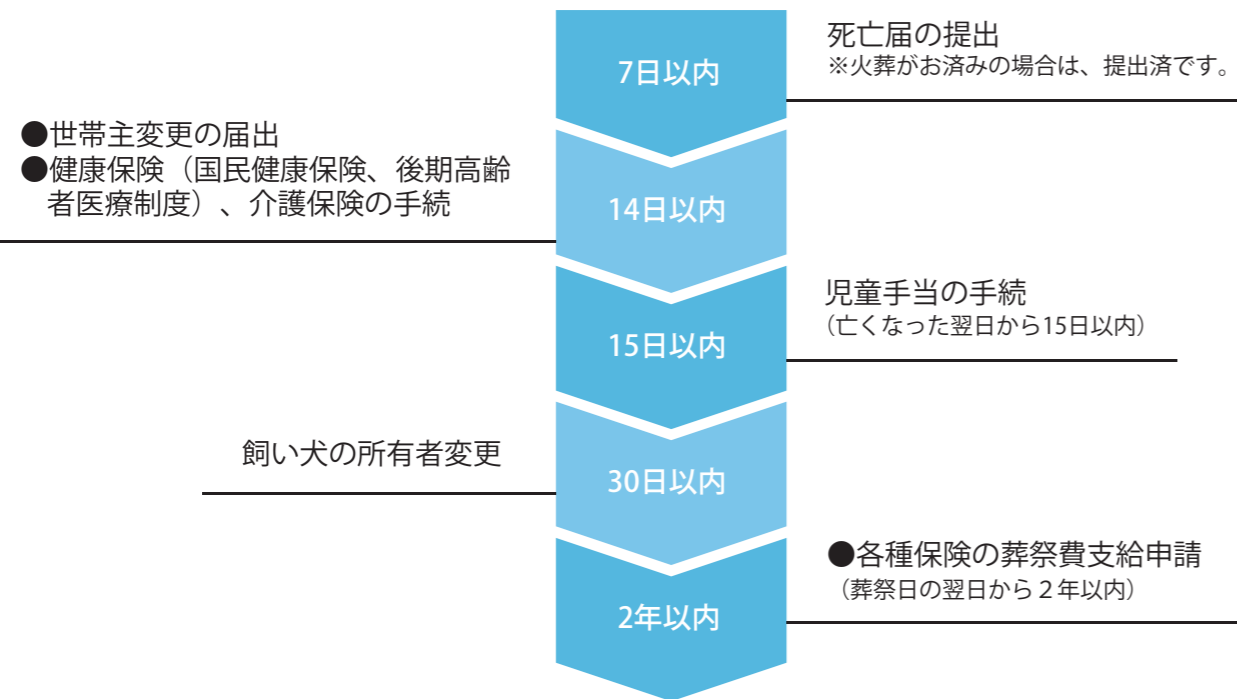 7日以内
死亡届の提出
※火葬がお済みの場合は、提出済です。
●世帯主変更の届出
●健康保険（国民健康保険、後期高齢
者医療制度）、介護保険の手続
14日以内
15日以内
児童手当の手続
（亡くなった翌日から15日以内）
飼い犬の所有者変更
30日以内
2年以内
●各種保険の葬祭費支給申請
（葬祭日の翌日から２年以内）